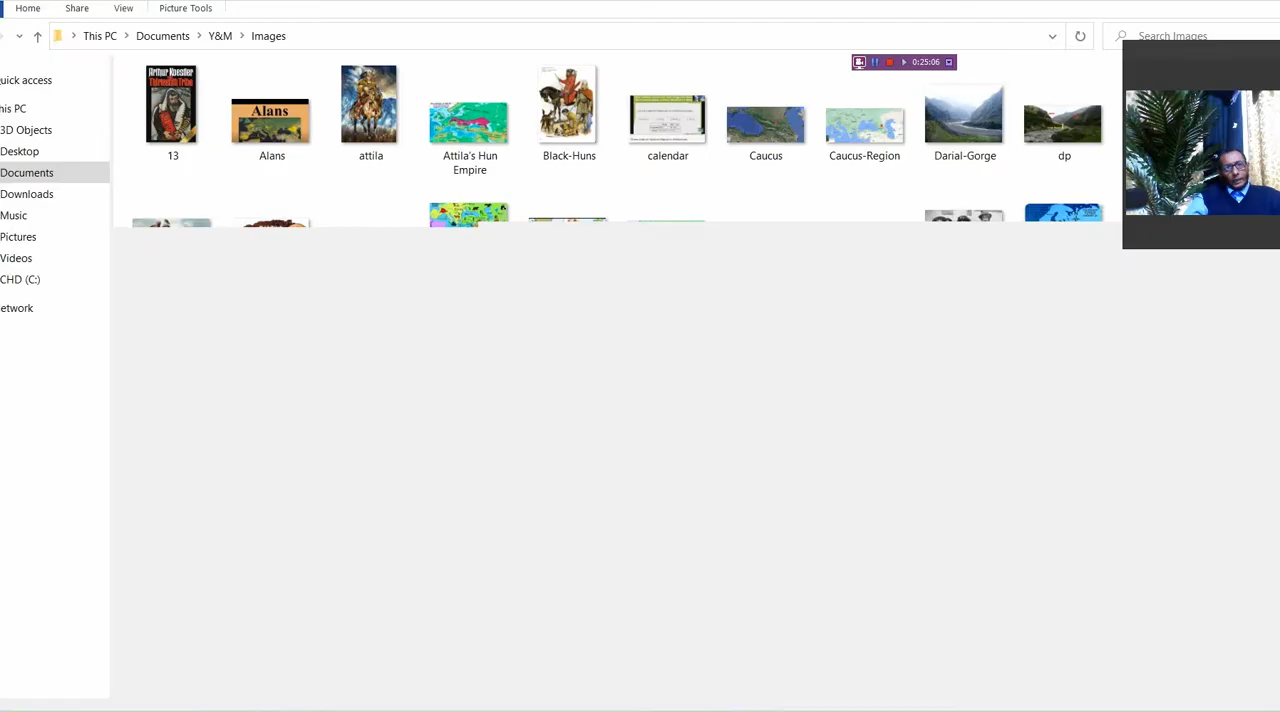 Home Share View Picture Tools
This PC Documents Y&M Images Search Images
0:25:06
uick access
his PC
3D Objects
Desktop
Documents
Downloads
Music
Pictures
Videos
CHD (C:)
etwork
Arthur Koestler
Thirteenth Tribe
Alans
13 Alans attila Attila's Hun Black-Huns calendar Caucus Caucus-Region Darial-Gorge dp
Empire